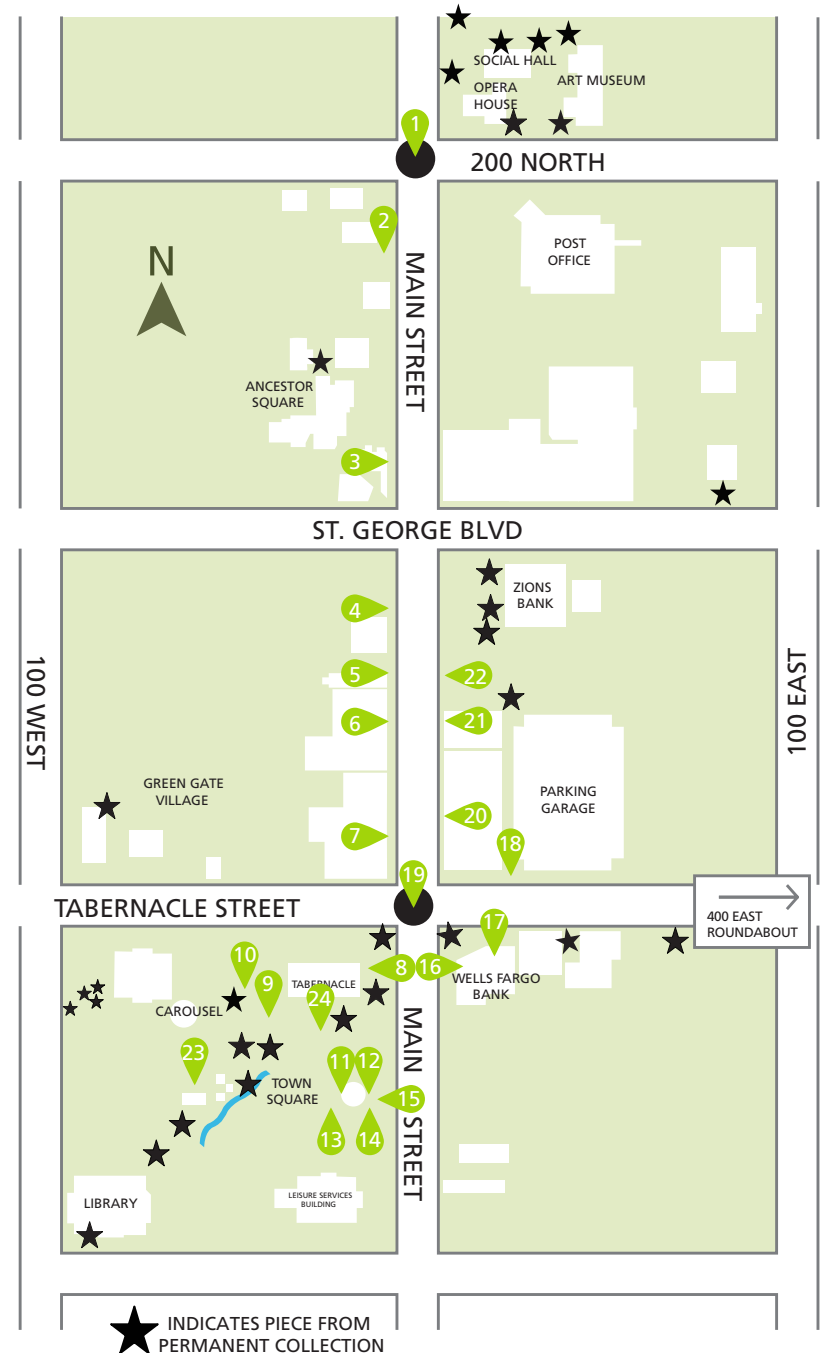 SOCIAL HALL
ART MUSEUM
OPERA
HOUSE
1
200 NORTH
2
N
MAIN STREET
POST
OFFICE
ANCESTOR
SQUARE
3
ST. GEORGE BLVD
4
ZIONS
BANK
5
22
6
21
100 WEST
100 EAST
GREEN GATE
VILLAGE
PARKING
GARAGE
20
7
18
19
TABERNACLE STREET
400 EAST
ROUNDABOUT
17
10
9
8
16
TABERNACLE
WELLS FARGO
BANK
24
CAROUSEL
MAIN STREET
23
11
12
TOWN
SQUARE
15
13
14
LIBRARY
LEISURE SERVICES
BUILDING
INDICATES PIECE FROM
PERMANENT COLLECTION